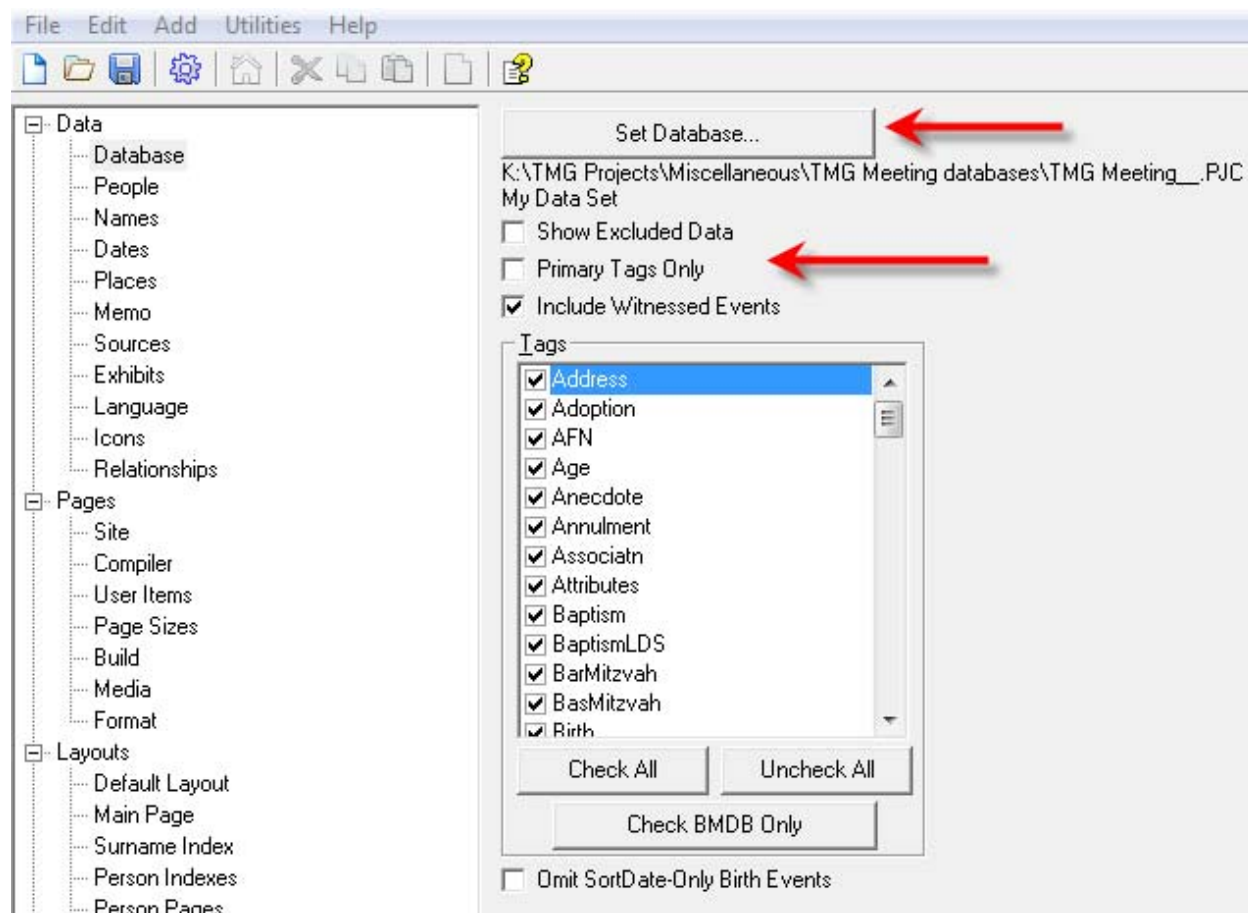 File Edit Add Utilities Help
Data
Database
People
Names
Dates
Places
Memo
Sources
Exhibits
Language
Icons
Relationships
Pages
Site
Compiler
User Items
Page Sizes
Build
Media
Format
Layouts
Default Layout
Main Page
Surname Index
Person Indexes
Person Pages
Set Database...
K:\TMG Projects\Miscellaneous\TMG Meeting databases\TMG Meeting__.PJC
My Data Set
Show Excluded Data
Primary Tags Only
Include Witnessed Events
Tags
Address
Adoption
AFN
Age
Anecdote
Annulment
Associatn
Attributes
Baptism
BaptismLDS
BarMitzvah
BasMitzvah
Birth
Check All Uncheck All
Check BMDB Only
Omit SortDate-Only Birth Events